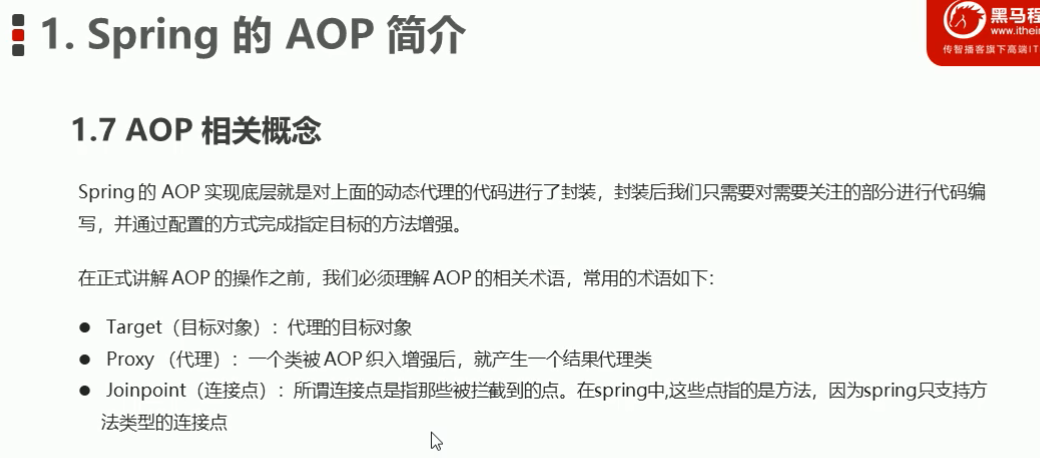 1. Spring 的 AOP 简介
黑马程
www.itheim
传智播客旗下高端IT
1.7 AOP 相关概念
Spring 的 AOP 实现底层就是对上面的动态代理的代码进行了封装，封装后我们只需要对需要关注的部分进行代码编
写，并通过配置的方式完成指定目标的方法增强。
在正式讲解 AOP 的操作之前，我们必须理解 AOP 的相关术语，常用的术语如下：
● Target（目标对象）：代理的目标对象
● Proxy （代理）：一个类被 AOP 织入增强后，就产生一个结果代理类
● Joinpoint（连接点）：所谓连接点是指那些被拦截到的点。在spring中,这些点指的是方法，因为spring只支持方
法类型的连接点